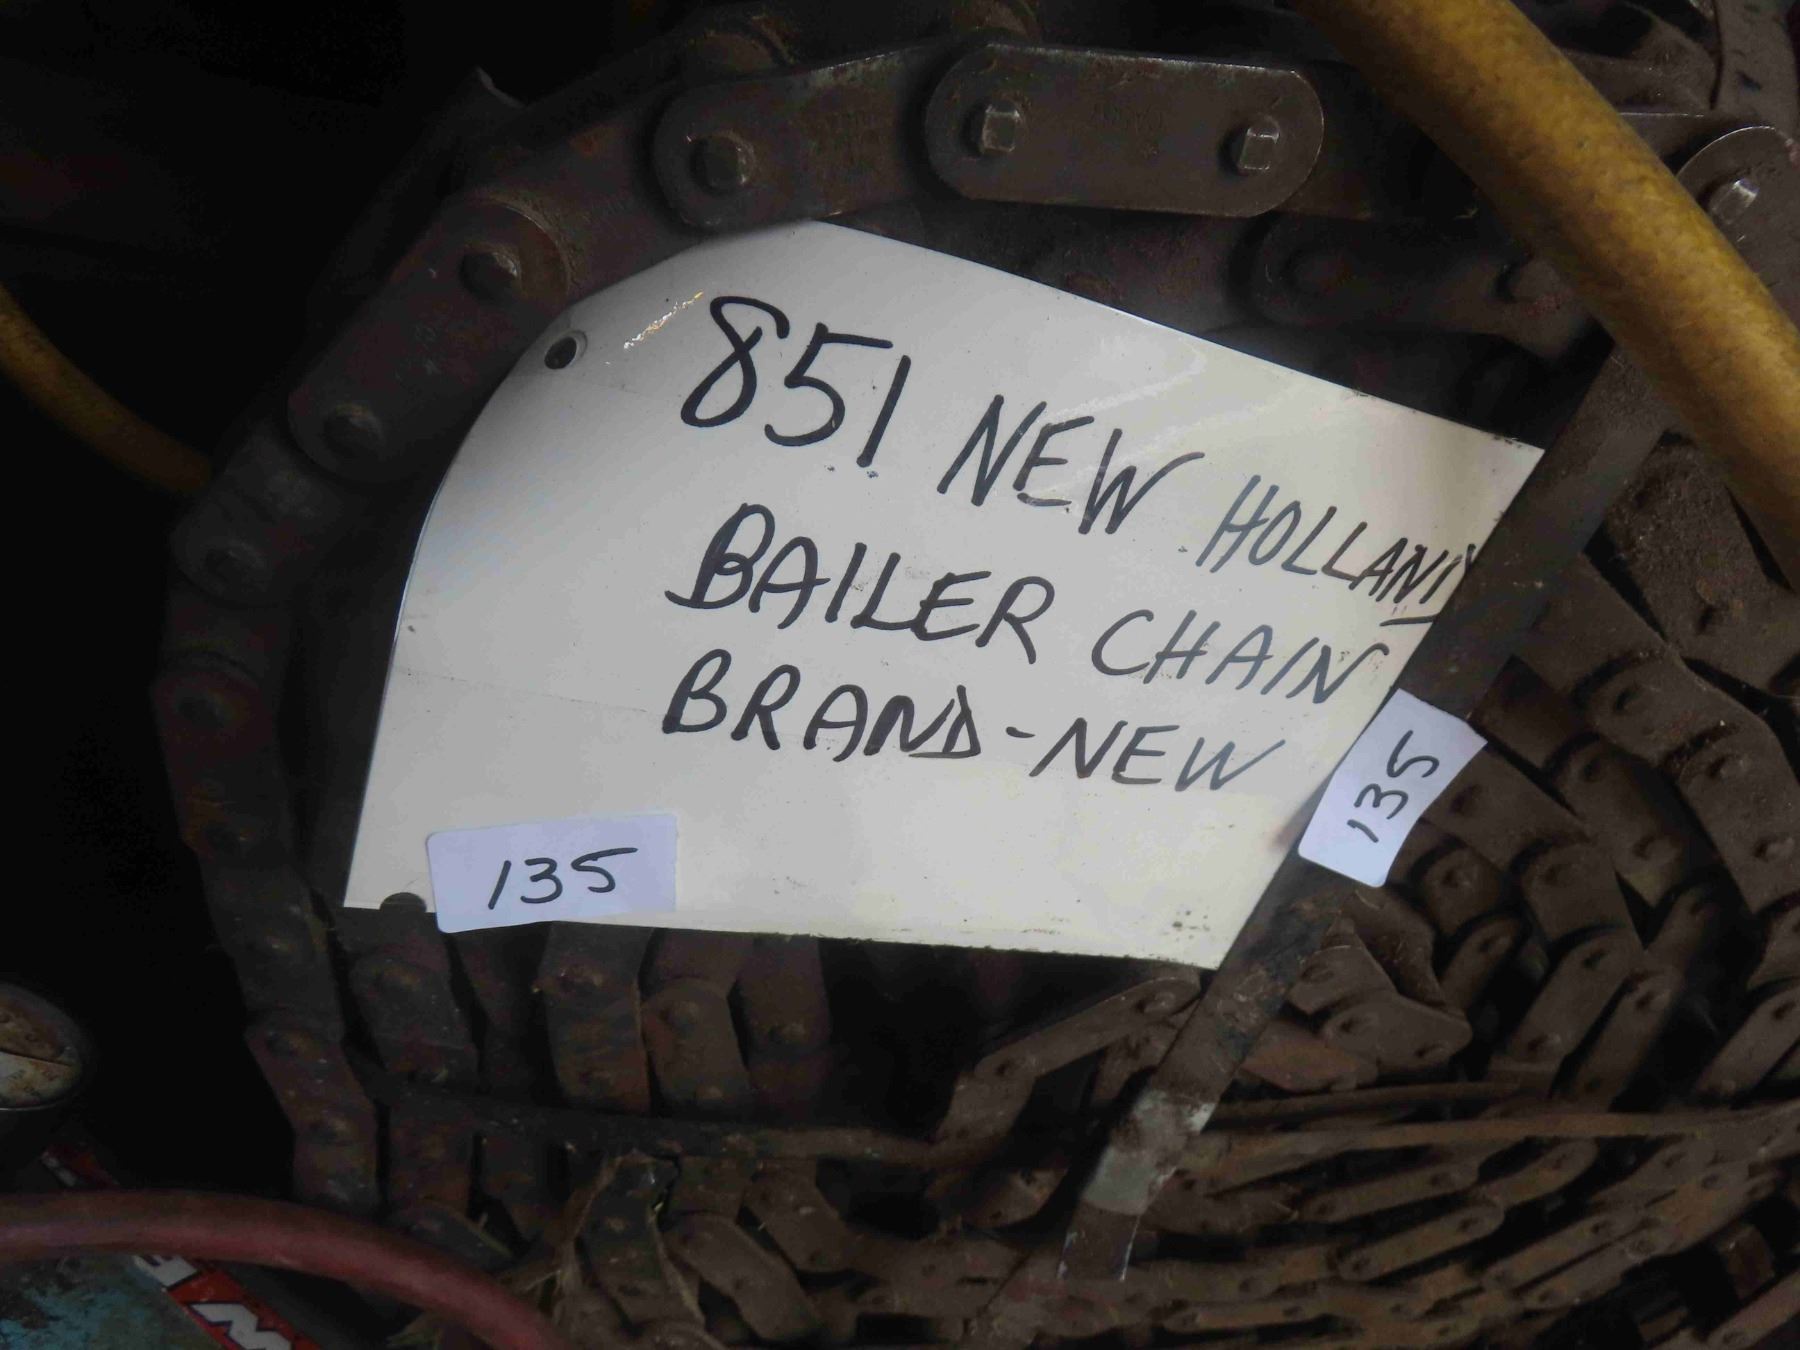 851 NEW HOLLAND
BAILER CHAIN
BRAND-NEW
135
135